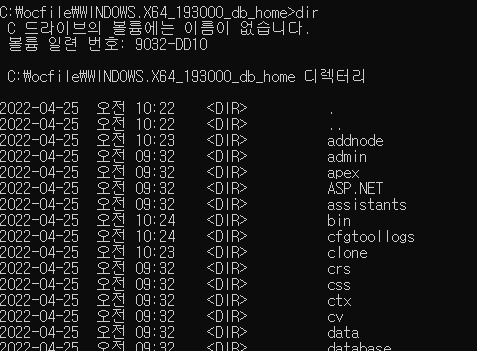 C:₩ocfile₩WINDOWS.X64_193000_db_home>dir
C 드라이브의 볼륨에는 이름이 없습니다.
볼륨 일련 번호: 9032-DD10
C:₩ocfile₩WINDOWS.X64_193000_db_home 디렉터리
2022-04-25 오전 10:22 <DIR> .
2022-04-25 오전 10:22 <DIR> ..
2022-04-25 오전 10:23 <DIR> addnode
2022-04-25 오전 09:32 <DIR> admin
2022-04-25 오전 09:32 <DIR> apex
2022-04-25 오전 09:32 <DIR> ASP.NET
2022-04-25 오전 09:32 <DIR> assistants
2022-04-25 오전 10:24 <DIR> bin
2022-04-25 오전 10:24 <DIR> cfgtoollogs
2022-04-25 오전 10:23 <DIR> clone
2022-04-25 오전 09:32 <DIR> crs
2022-04-25 오전 09:32 <DIR> css
2022-04-25 오전 09:32 <DIR> ctx
2022-04-25 오전 09:32 <DIR> cv
2022-04-25 오전 09:32 <DIR> data
2022-04-25 오전 09:32 <DIR> database